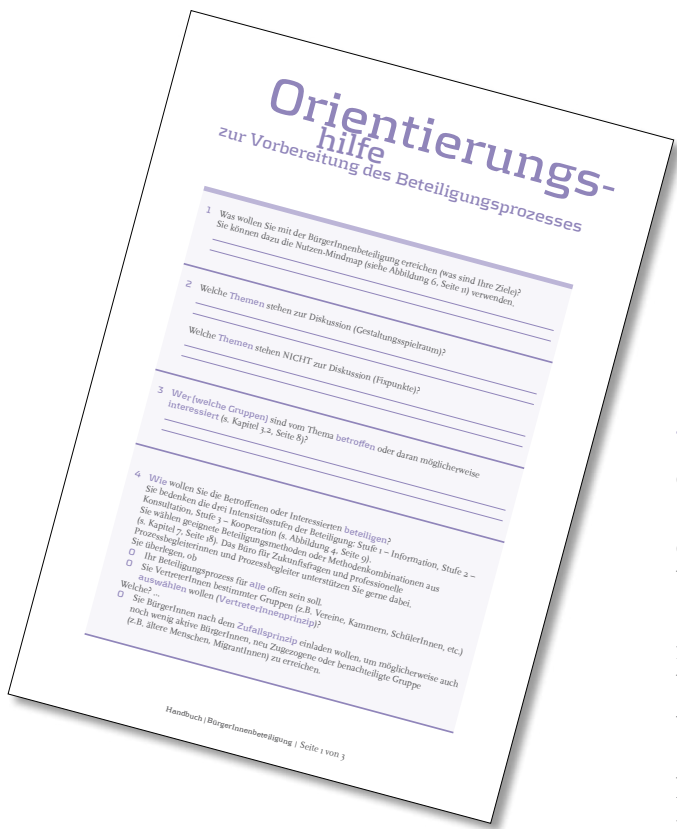 Orientierungs-
hilfe
zur Vorbereitung des Beteiligungsprozesses
1 Was wollen Sie mit der BürgerInnenbeteiligung erreichen (was sind Ihre Ziele)?
Sie können dazu die Nutzen-Mindmap (siehe Abbildung 6, Seite 11) verwenden.
2 Welche Themen stehen zur Diskussion (Gestaltungsspielraum)?
Welche Themen stehen NICHT zur Diskussion (Fixpunkte)?
3 Wer (welche Gruppen) sind vom Thema betroffen oder daran möglicherweise
interessiert (s. Kapitel 3.2, Seite 8)?
4 Wie wollen Sie die Betroffenen oder Interessierten beteiligen?
Sie bedenken die drei Intensitätsstufen der Beteiligung: Stufe 1 – Information, Stufe 2 –
Konsultation, Stufe 3 – Kooperation (s. Abbildung 4, Seite 9).
Sie wählen geeignete Beteiligungsmethoden oder Methodenkombinationen aus
(s. Kapitel 7, Seite 18). Das Büro für Zukunftsfragen und Professionelle
Prozessbegleiterinnen und Prozessbegleiter unterstützen Sie gerne dabei.
Sie überlegen, ob
o Ihr Beteiligungsprozess für alle offen sein soll.
o Sie VertreterInnen bestimmter Gruppen (z.B. Vereine, Kammern, SchülerInnen, etc.)
auswählen wollen (VertreterInnenprinzip)?
Welche? ...
o Sie BürgerInnen nach dem Zufallsprinzip einladen wollen, um möglicherweise auch
noch wenig aktive BürgerInnen, neu Zugezogene oder benachteiligte Gruppe
(z.B. ältere Menschen, MigrantInnen) zu erreichen.
Handbuch | BürgerInnenbeteiligung | Seite 1 von 3